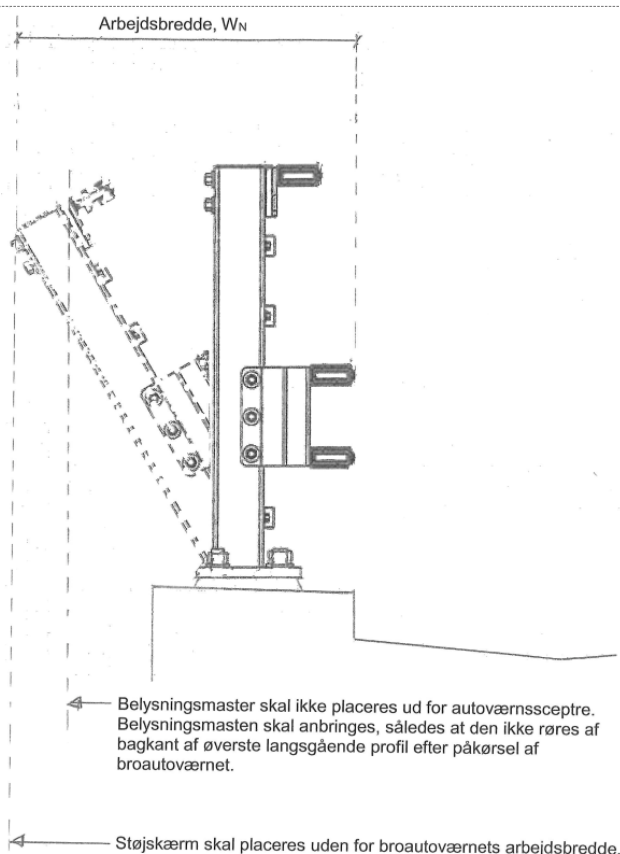 Arbejdsbredde, WN
Belysningsmaster skal ikke placeres ud for autoværnssceptre.
Belysningsmasten skal anbringes, således at den ikke røres af
bagkant af øverste langsgående profil efter påkørsel af
broautoværnet.
Støjskærm skal placeres uden for broautoværnets arbejdsbredde.